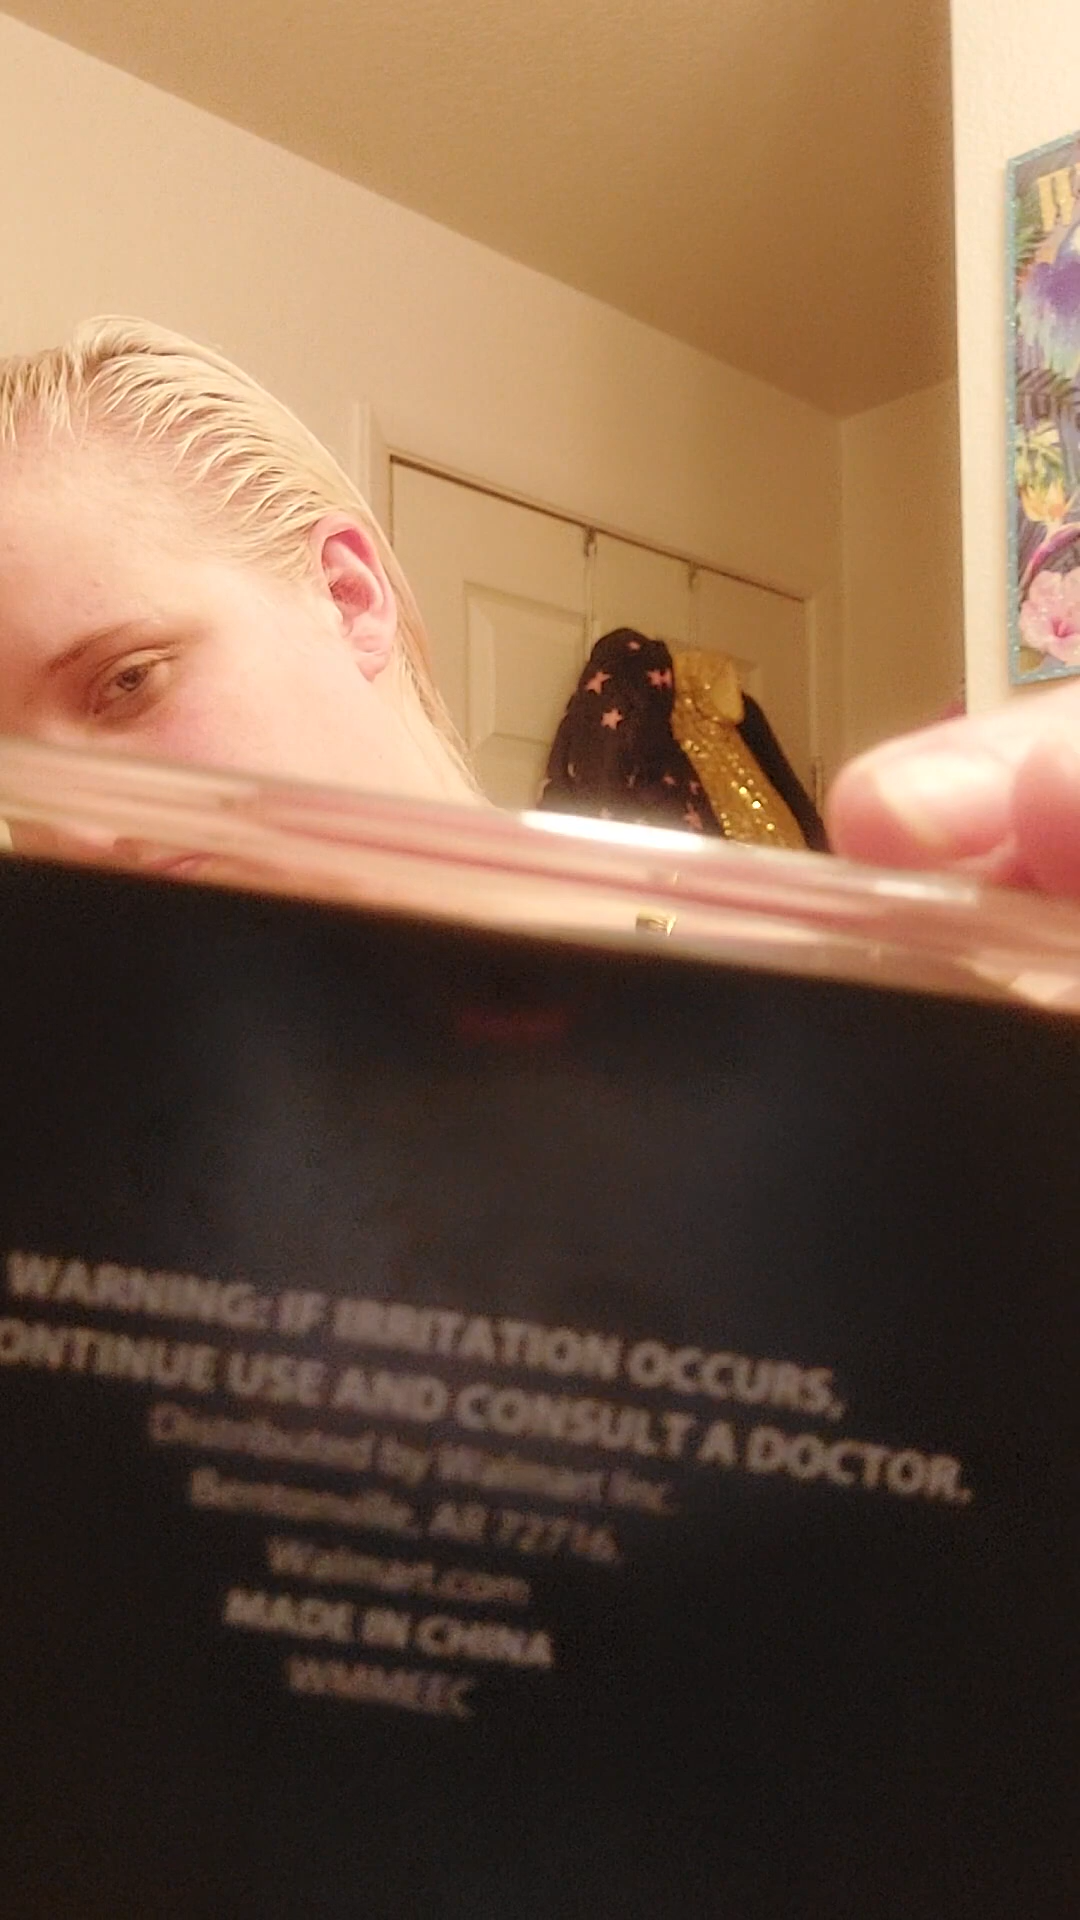 WARNING: IF IRRITATION OCCURS,
ONTINUE USE AND CONSULT A DOCTOR.
Distributed by Walmart Inc.
Bentonville, AR 72716
Walmart.com
MADE IN CHINA